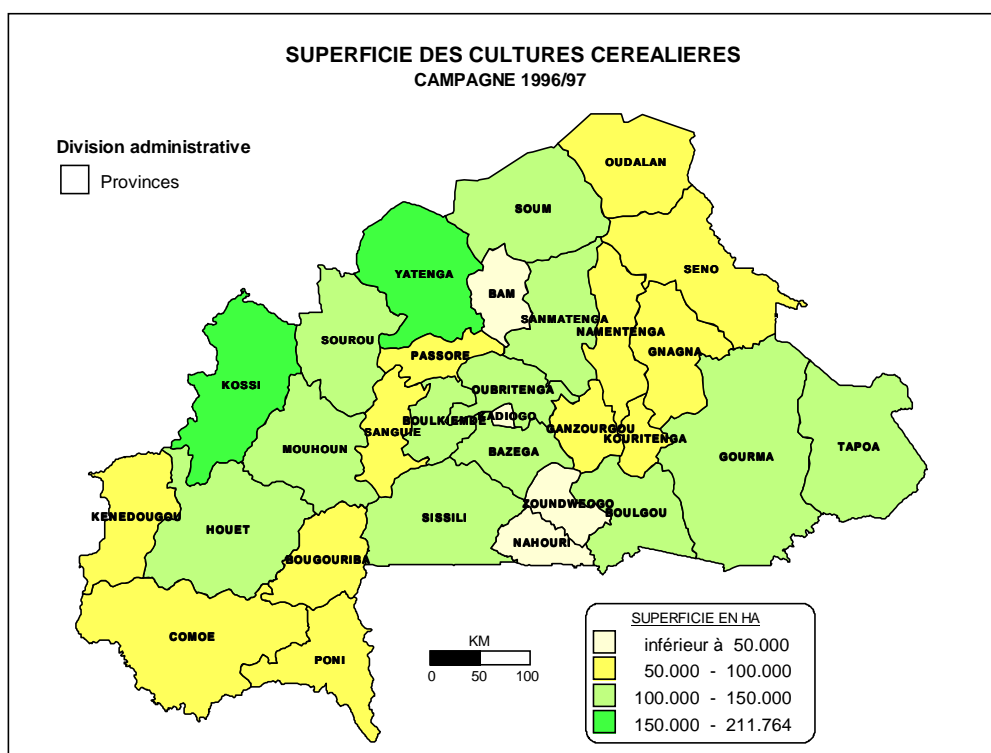 SUPERFICIE DES CULTURES CEREALIERES
CAMPAGNE 1996/97
Division administrative
Provinces
OUDALAN
SOUM
SENO
YATENGA
BAM
SANMATENGA
NAMENTENGA
SOUROU
GNAGNA
PASSORE
KOSSI
OUBRITENGA
SANGUIE
BOULKIEMDE
KADIOGO
GANZOURGOU
KOURITENGA
MOUHOUN
BAZEGA
GOURMA
TAPOA
KENEDOUGOU
HOUET
SISSILI
ZOUNDWEOGO
BOULGOU
NAHOURI
BOUGOURIBA
COMOE
PONI
KM
0 50 100
SUPERFICIE EN HA
inférieur à 50.000
50.000 - 100.000
100.000 - 150.000
150.000 - 211.764